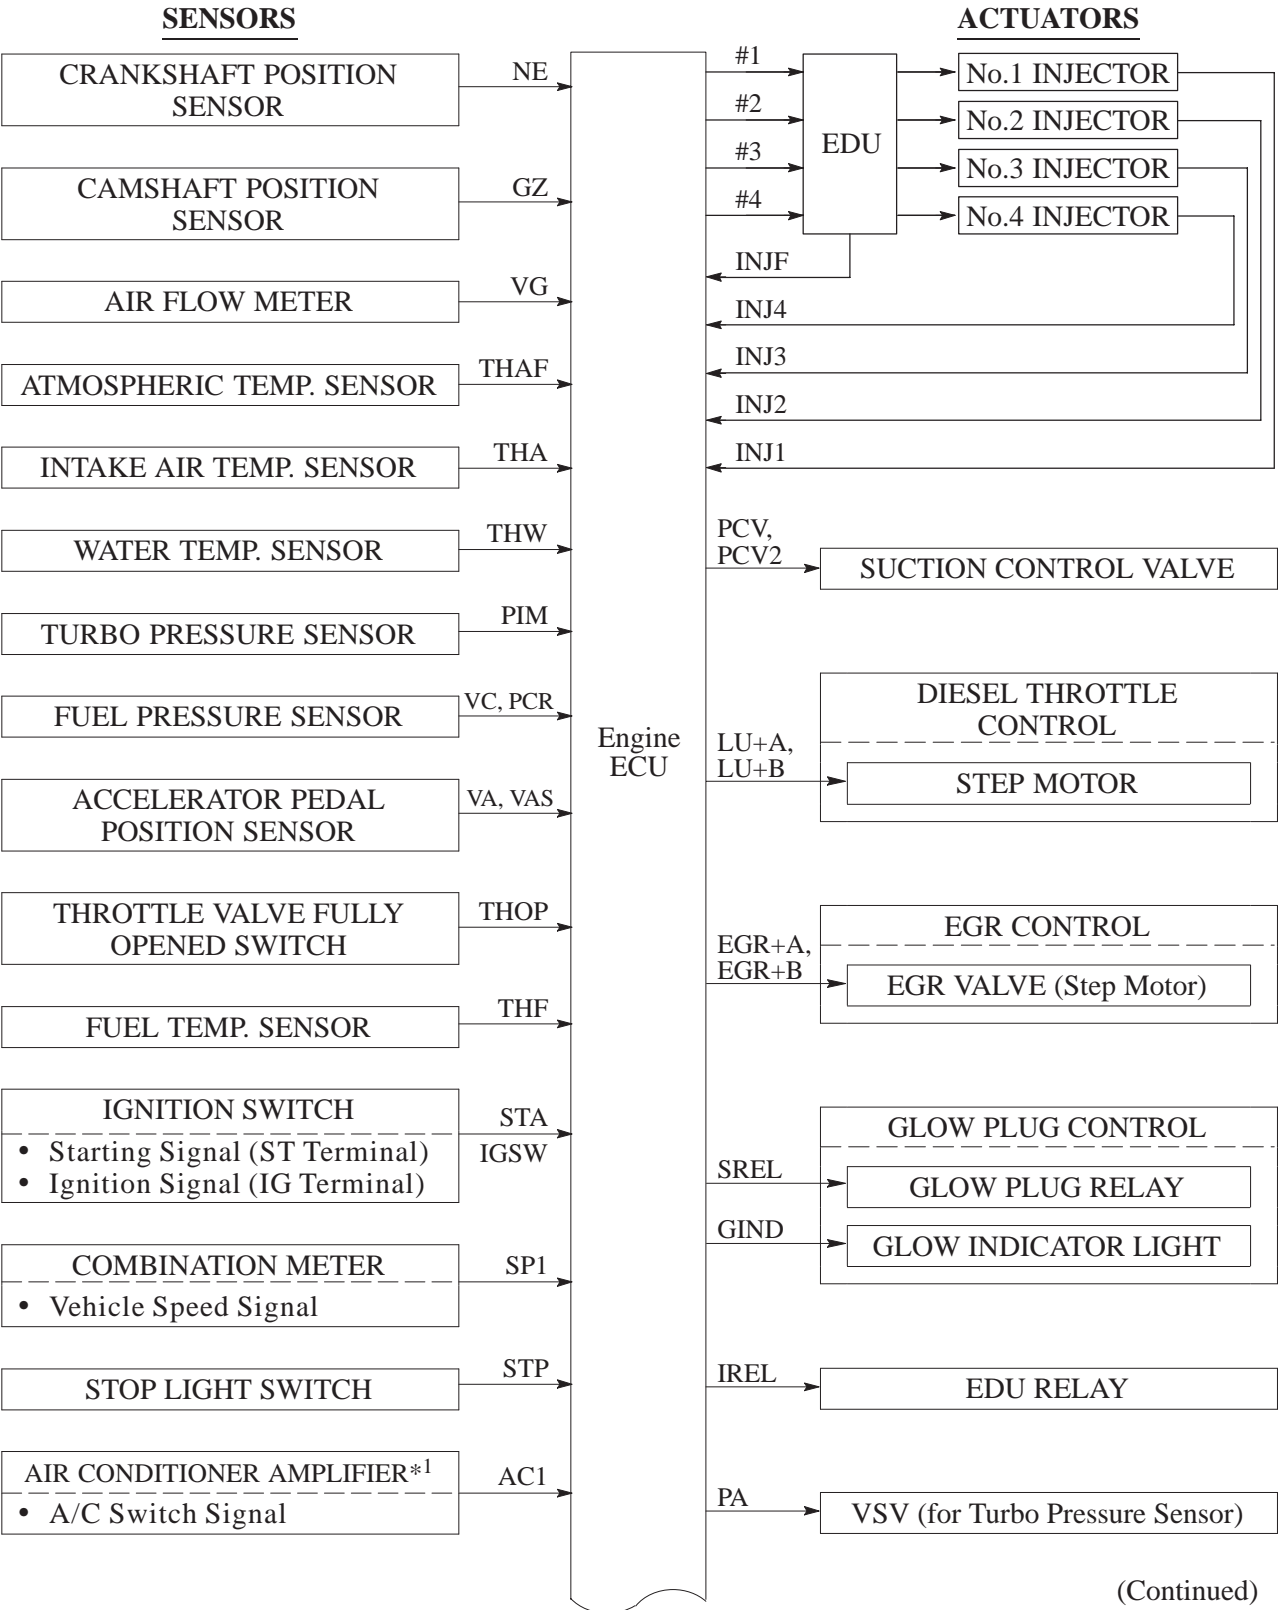 SENSORS
CRANKSHAFT POSITION
SENSOR
NE
CAMSHAFT POSITION
SENSOR
GZ
AIR FLOW METER
VG
ATMOSPHERIC TEMP. SENSOR
THAF
INTAKE AIR TEMP. SENSOR
THA
WATER TEMP. SENSOR
THW
TURBO PRESSURE SENSOR
PIM
FUEL PRESSURE SENSOR
VC, PCR
ACCELERATOR PEDAL
POSITION SENSOR
VA, VAS
THROTTLE VALVE FULLY
OPENED SWITCH
THOP
FUEL TEMP. SENSOR
THF
IGNITION SWITCH
• Starting Signal (ST Terminal)
• Ignition Signal (IG Terminal)
STA
IGSW
COMBINATION METER
• Vehicle Speed Signal
SP1
STOP LIGHT SWITCH
STP
AIR CONDITIONER AMPLIFIER*1
• A/C Switch Signal
AC1
Engine
ECU
ACTUATORS
#1
#2
#3
#4
EDU
No.1 INJECTOR
No.2 INJECTOR
No.3 INJECTOR
No.4 INJECTOR
INJF
INJ4
INJ3
INJ2
INJ1
PCV,
PCV2
SUCTION CONTROL VALVE
LU+A,
LU+B
DIESEL THROTTLE
CONTROL
STEP MOTOR
EGR+A,
EGR+B
EGR CONTROL
EGR VALVE (Step Motor)
GLOW PLUG CONTROL
SREL
GLOW PLUG RELAY
GIND
GLOW INDICATOR LIGHT
IREL
EDU RELAY
PA
VSV (for Turbo Pressure Sensor)
(Continued)